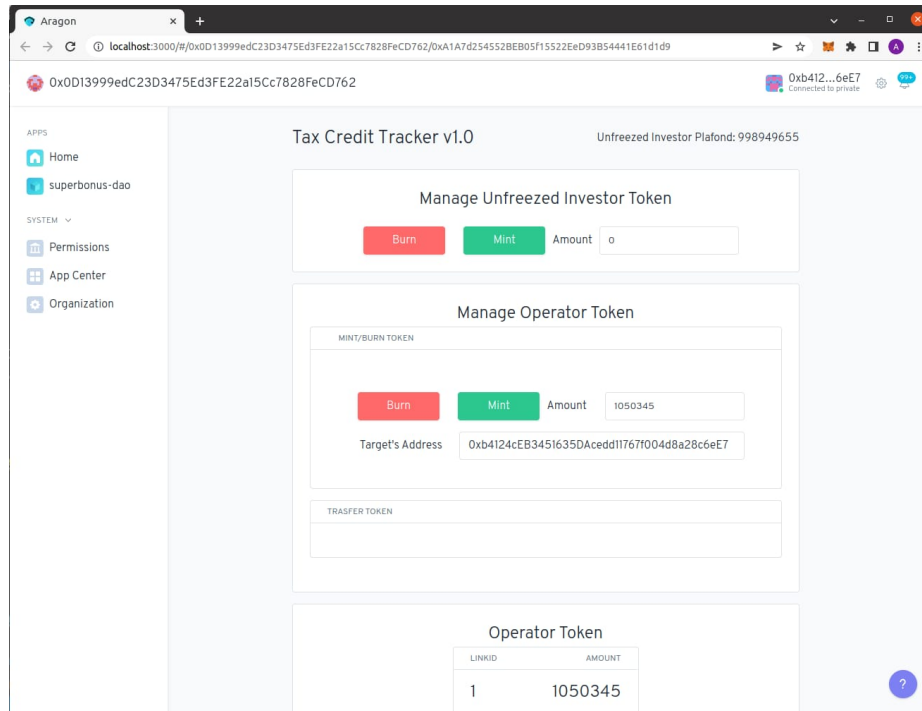 Aragon
localhost:3000/#/0x0D13999edC23D3475Ed3FE22a15Cc7828FeCD762/0xA1A7d254552BEB05f15522EeD93B54441E61d1d9
A
0x0D13999edC23D3475Ed3FE22a15Cc7828FeCD762
0xb412...6eE7
Connected to private
99+
APPS
Home
superbonus-dao
SYSTEM
Permissions
App Center
Organization
Tax Credit Tracker v1.0
Unfreezed Investor Plafond: 998949655
Manage Unfreezed Investor Token
Burn Mint Amount 0
Manage Operator Token
MINT/BURN TOKEN
Burn Mint Amount 1050345
Target's Address 0xb4124cEB3451635DAcedd11767f004d8a28c6eE7
TRASFER TOKEN
Operator Token
LINKID AMOUNT
1 1050345
?